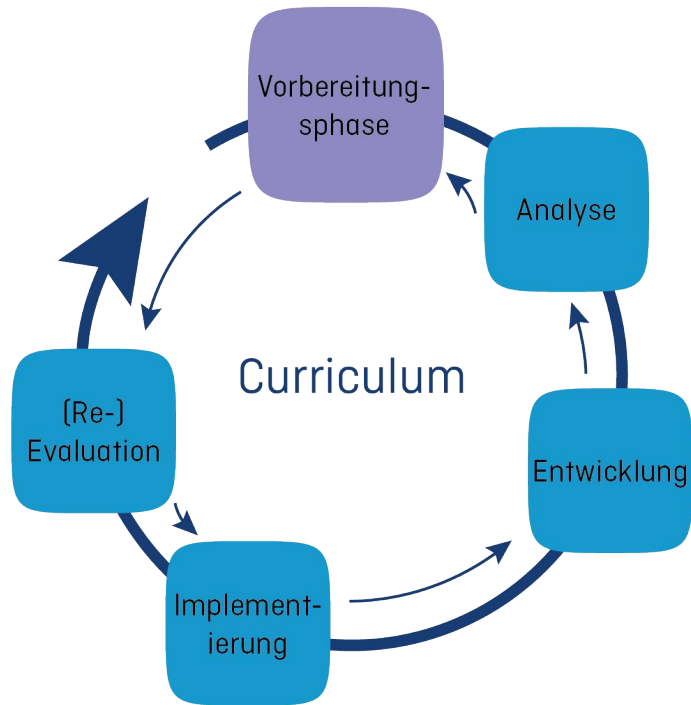 Vorbereitung-
sphase
Analyse
Curriculum
(Re-)
Evaluation
Entwicklung
Implement-
ierung